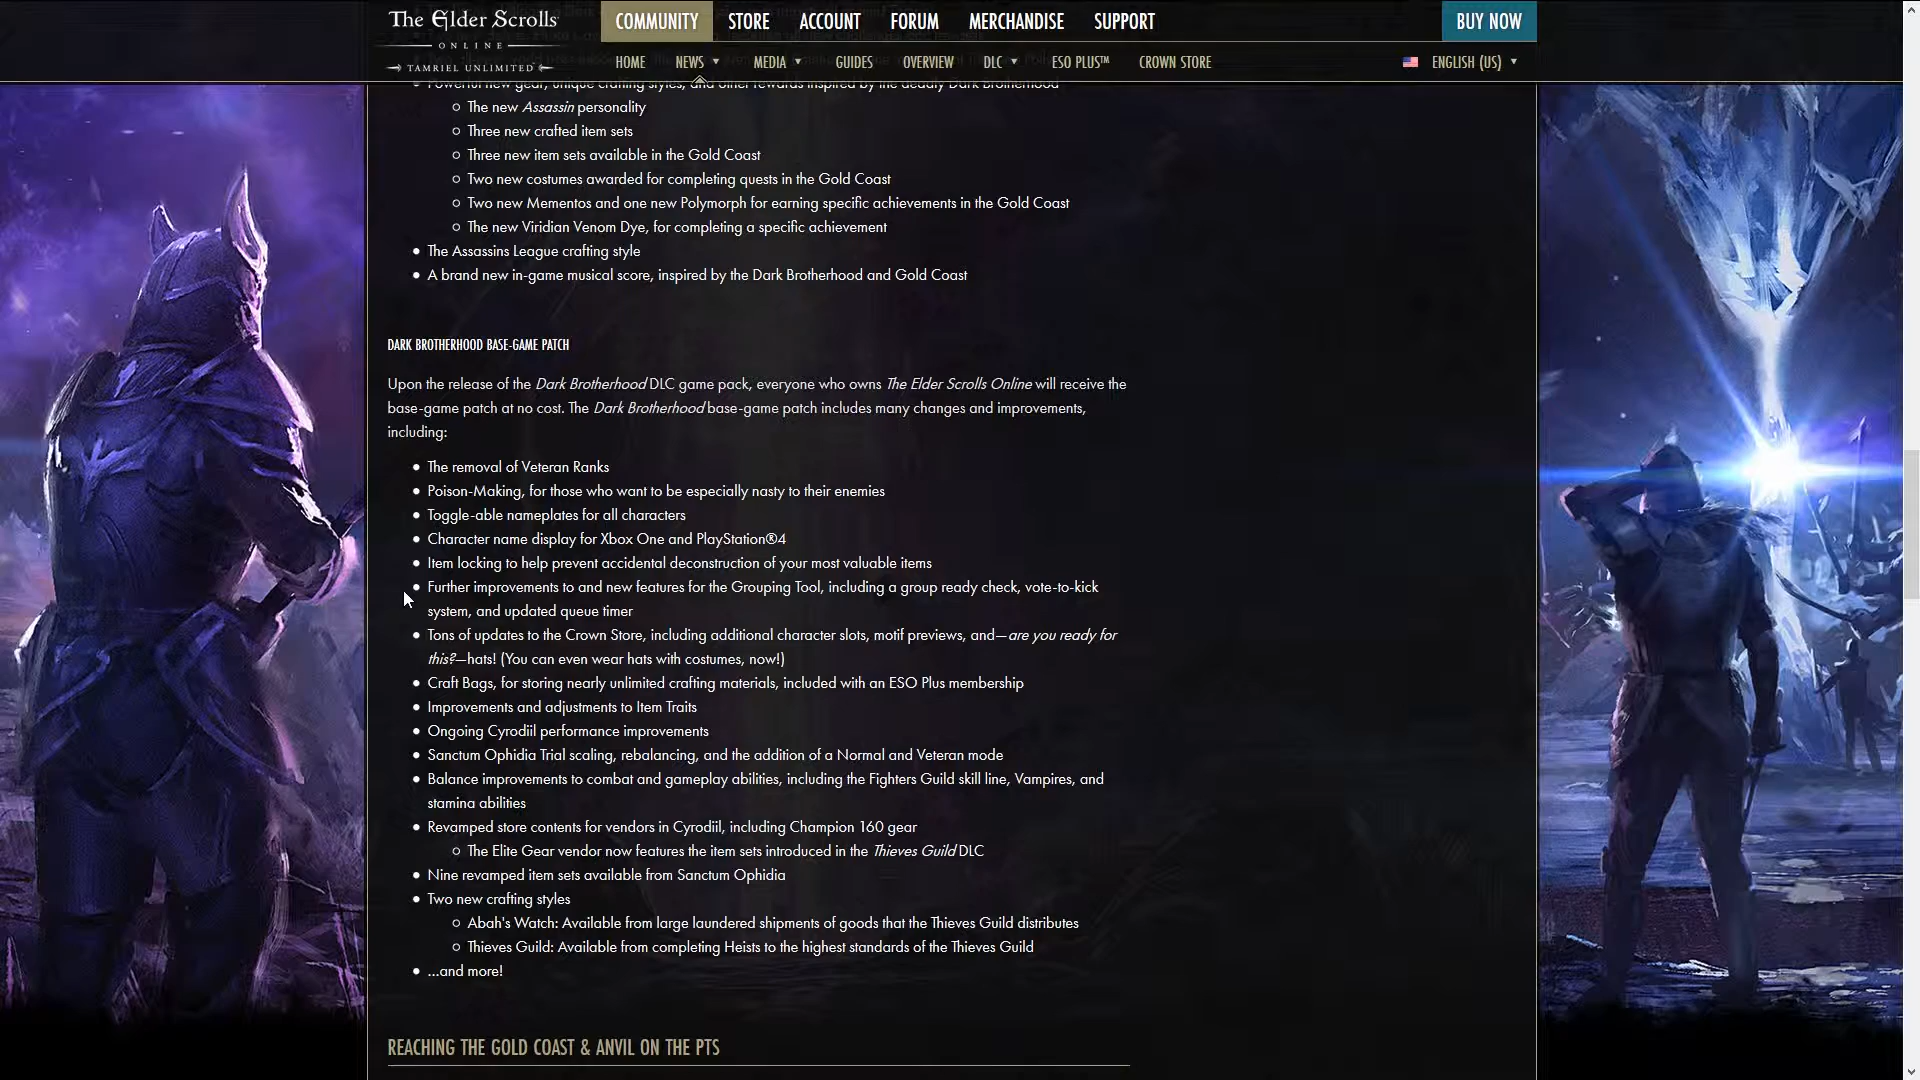 The Elder Scrolls
ONLINE
TAMRIEL UNLIMITED™
COMMUNITY STORE ACCOUNT FORUM MERCHANDISE SUPPORT BUY NOW
HOME NEWS ▼ MEDIA ▼ GUIDES OVERVIEW DLC ▼ ESO PLUS™ CROWN STORE ENGLISH (US) ▼
• Powerful new gear, unique crafting styles, and other rewards inspired by the deadly Dark Brotherhood
○ The new Assassin personality
○ Three new crafted item sets
○ Three new item sets available in the Gold Coast
○ Two new costumes awarded for completing quests in the Gold Coast
○ Two new Mementos and one new Polymorph for earning specific achievements in the Gold Coast
○ The new Viridian Venom Dye, for completing a specific achievement
• The Assassins League crafting style
• A brand new in-game musical score, inspired by the Dark Brotherhood and Gold Coast
DARK BROTHERHOOD BASE-GAME PATCH
Upon the release of the Dark Brotherhood DLC game pack, everyone who owns The Elder Scrolls Online will receive the
base-game patch at no cost. The Dark Brotherhood base-game patch includes many changes and improvements,
including:
• The removal of Veteran Ranks
• Poison-Making, for those who want to be especially nasty to their enemies
• Toggle-able nameplates for all characters
• Character name display for Xbox One and PlayStation®4
• Item locking to help prevent accidental deconstruction of your most valuable items
• Further improvements to and new features for the Grouping Tool, including a group ready check, vote-to-kick
system, and updated queue timer
• Tons of updates to the Crown Store, including additional character slots, motif previews, and—are you ready for
this?—hats! (You can even wear hats with costumes, now!)
• Craft Bags, for storing nearly unlimited crafting materials, included with an ESO Plus membership
• Improvements and adjustments to Item Traits
• Ongoing Cyrodiil performance improvements
• Sanctum Ophidia Trial scaling, rebalancing, and the addition of a Normal and Veteran mode
• Balance improvements to combat and gameplay abilities, including the Fighters Guild skill line, Vampires, and
stamina abilities
• Revamped store contents for vendors in Cyrodiil, including Champion 160 gear
○ The Elite Gear vendor now features the item sets introduced in the Thieves Guild DLC
• Nine revamped item sets available from Sanctum Ophidia
• Two new crafting styles
○ Abah's Watch: Available from large laundered shipments of goods that the Thieves Guild distributes
○ Thieves Guild: Available from completing Heists to the highest standards of the Thieves Guild
• ...and more!
REACHING THE GOLD COAST & ANVIL ON THE PTS